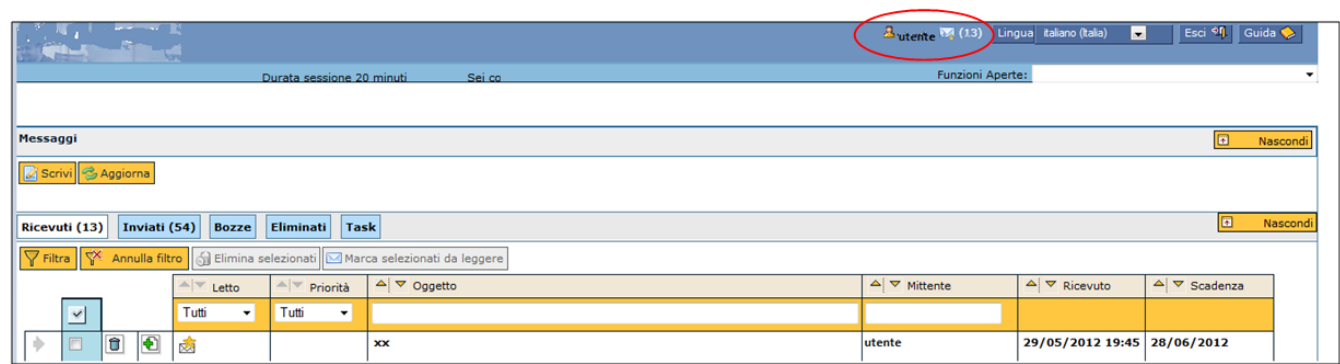 utente (13) Lingua italiano (Italia) Esci Guida
Durata sessione 20 minuti Sei co Funzioni Aperte:
Messaggi Nascondi
Scrivi Aggiorna
Ricevuti (13) Inviati (54) Bozze Eliminati Task Nascondi
Filtra Annulla filtro Elimina selezionati Marca selezionati da leggere
Letto Priorità Oggetto Mittente Ricevuto Scadenza
Tutti Tutti
xx utente 29/05/2012 19:45 28/06/2012